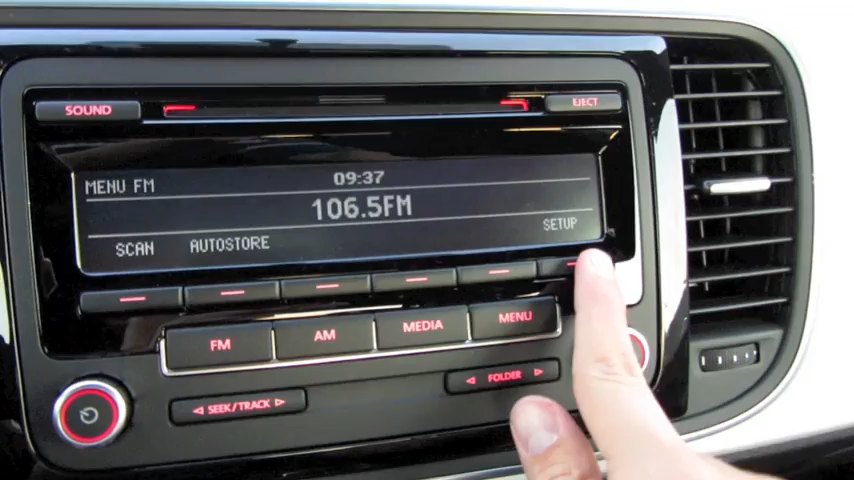 SOUND
EJECT
MENU FM
09:37
106.5FM
SCAN
AUTOSTORE
SETUP
FM
AM
MEDIA
MENU
SEEK/TRACK
FOLDER